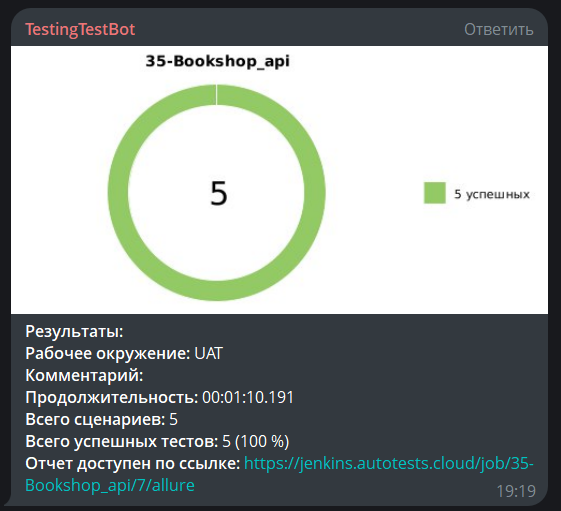 TestingTestBot
Ответить
35-Bookshop_api
5
5 успешных
Результаты:
Рабочее окружение: UAT
Комментарий:
Продолжительность: 00:01:10.191
Всего сценариев: 5
Всего успешных тестов: 5 (100 %)
Отчет доступен по ссылке: https://jenkins.autotests.cloud/job/35-
Bookshop_api/7/allure
19:19